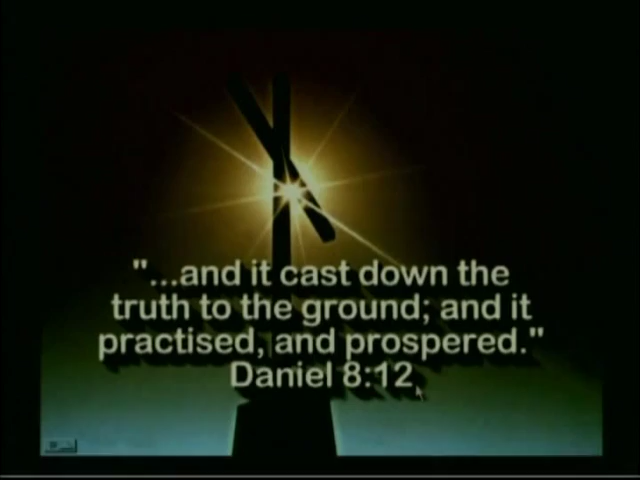 "...and it cast down the
truth to the ground; and it
practised, and prospered."
Daniel 8:12